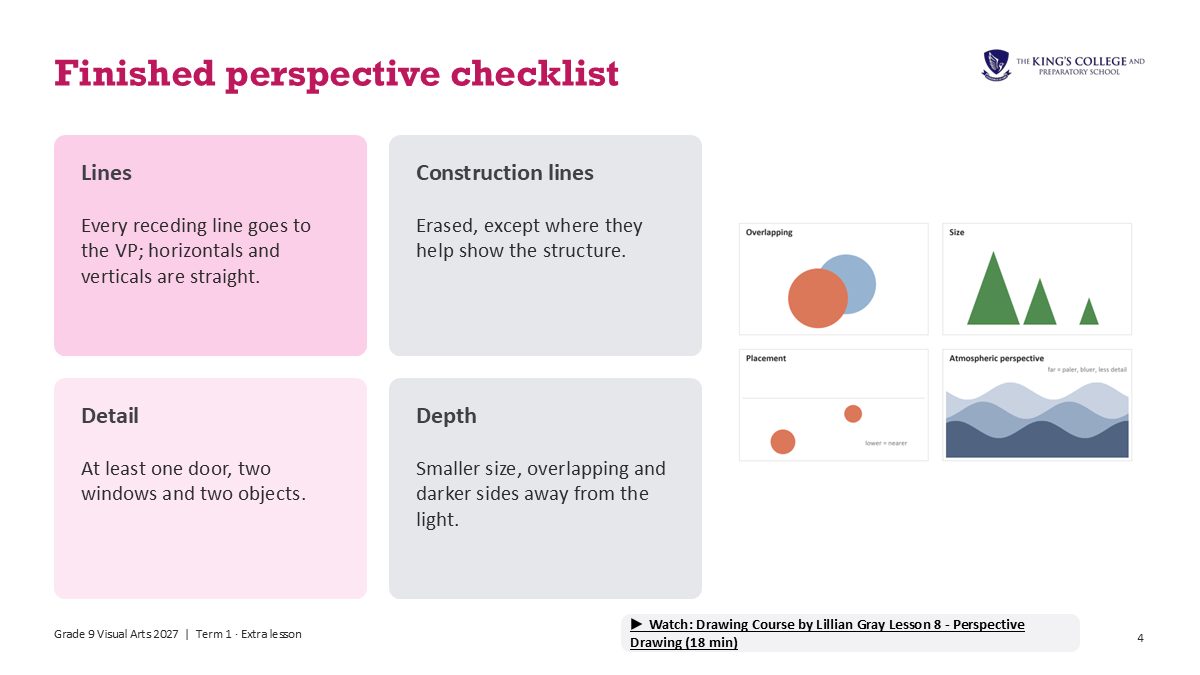 Finished perspective checklist
THE KING'S COLLEGE AND
PREPARATORY SCHOOL
Lines
Every receding line goes to
the VP; horizontals and
verticals are straight.
Construction lines
Erased, except where they
help show the structure.
Detail
At least one door, two
windows and two objects.
Depth
Smaller size, overlapping and
darker sides away from the
light.
Overlapping
Size
Placement
lower = nearer
Atmospheric perspective
far = paler, bluer, less detail
Grade 9 Visual Arts 2027 | Term 1 · Extra lesson
▶ Watch: Drawing Course by Lillian Gray Lesson 8 - Perspective
Drawing (18 min)
4